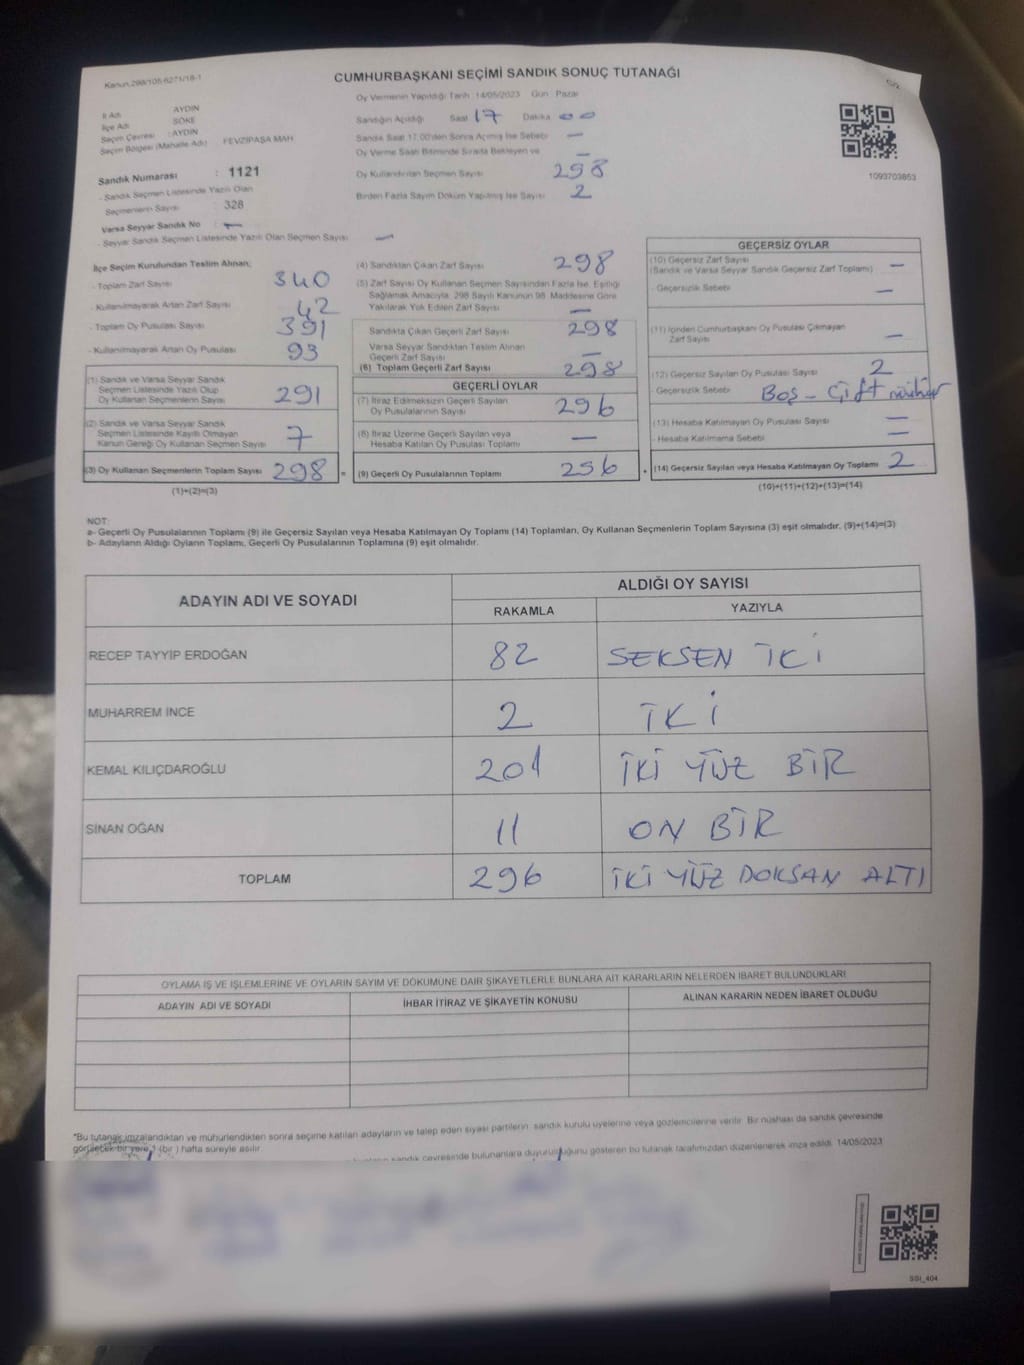 Kanun,298/105-6271/18-1
CUMHURBAŞKANI SEÇİMİ SANDIK SONUÇ TUTANAĞI
Oy Vermenin Yapıldığı Tarih :14/05/2023 Gün : Pazar
İl Adı AYDIN
İlçe Adı SÖKE
Seçim Çevresi : AYDIN
Seçim Bölgesi (Mahalle Adı) FEVZİPAŞA MAH
Sandığın Açıldığı Saat 17 Dakika 00
Sandık Saat 17:00'den Sonra Açılmış İse Sebebi —
Oy Verme Saati Bitiminde Sırada Bekleyen ve —
Oy Kullandırılan Seçmen Sayısı 298
Birden Fazla Sayım Döküm Yapılmış İse Sayısı 2
1093703863
Sandık Numarası : 1121
- Sandık Seçmen Listesinde Yazılı Olan
Seçmenlerin Sayısı : 328
Varsa Seyyar Sandık No : —
- Seyyar Sandık Seçmen Listesinde Yazılı Olan Seçmen Sayısı —
İlçe Seçim Kurulundan Teslim Alınan;
- Toplam Zarf Sayısı 340
- Kullanılmayarak Artan Zarf Sayısı 42
- Toplam Oy Pusulası Sayısı 391
- Kullanılmayarak Artan Oy Pusulası 93
(1) Sandık ve Varsa Seyyar Sandık
Seçmen Listesinde Yazılı Olup
Oy Kullanan Seçmenlerin Sayısı 291
(2) Sandık ve Varsa Seyyar Sandık
Seçmen Listesinde Kayıtlı Olmayan
Kanun Gereği Oy Kullanan Seçmen Sayısı 7
(3) Oy Kullanan Seçmenlerin Toplam Sayısı 298 =
(1)+(2)=(3)
(4) Sandıktan Çıkan Zarf Sayısı 298
(5) Zarf Sayısı Oy Kullanan Seçmen Sayısından Fazla İse, Eşitliği
Sağlamak Amacıyla, 298 Sayılı Kanunun 98. Maddesine Göre
Yakılarak Yok Edilen Zarf Sayısı —
Sandıkta Çıkan Geçerli Zarf Sayısı 298
Varsa Seyyar Sandıktan Teslim Alınan
Geçerli Zarf Sayısı —
(6) Toplam Geçerli Zarf Sayısı 298
GEÇERLİ OYLAR
(7) İtiraz Edilmeksizin Geçerli Sayılan
Oy Pusulalarının Sayısı 296
(8) İtiraz Üzerine Geçerli Sayılan veya
Hesaba Katılan Oy Pusulası Toplamı —
(9) Geçerli Oy Pusulalarının Toplamı 296 +
GEÇERSİZ OYLAR
(10) Geçersiz Zarf Sayısı
(Sandık ve Varsa Seyyar Sandık Geçersiz Zarf Toplamı) —
- Geçersizlik Sebebi —
(11) İçinden Cumhurbaşkanı Oy Pusulası Çıkmayan
Zarf Sayısı —
(12) Geçersiz Sayılan Oy Pusulası Sayısı 2
- Geçersizlik Sebebi Boş - Çift mühür
(13) Hesaba Katılmayan Oy Pusulası Sayısı —
- Hesaba Katılmama Sebebi —
(14) Geçersiz Sayılan veya Hesaba Katılmayan Oy Toplamı 2
(10)+(11)+(12)+(13)=(14)
NOT:
a- Geçerli Oy Pusulalarının Toplamı (9) ile Geçersiz Sayılan veya Hesaba Katılmayan Oy Toplamı (14) Toplamları, Oy Kullanan Seçmenlerin Toplam Sayısına (3) eşit olmalıdır. (9)+(14)=(3)
b- Adayların Aldığı Oyların Toplamı, Geçerli Oy Pusulalarının Toplamına (9) eşit olmalıdır.
ADAYIN ADI VE SOYADI ALDIĞI OY SAYISI
RAKAMLA YAZIYLA
RECEP TAYYİP ERDOĞAN 82 SEKSEN İKİ
MUHARREM İNCE 2 İKİ
KEMAL KILIÇDAROĞLU 201 İKİ YÜZ BİR
SİNAN OĞAN 11 ON BİR
TOPLAM 296 İKİ YÜZ DOKSAN ALTI
OYLAMA İŞ VE İŞLEMLERİNE VE OYLARIN SAYIM VE DÖKÜMÜNE DAİR ŞİKAYETLERLE BUNLARA AİT KARARLARIN NELERDEN İBARET BULUNDUKLARI
ADAYIN ADI VE SOYADI İHBAR İTİRAZ VE ŞİKAYETİN KONUSU ALINAN KARARIN NEDEN İBARET OLDUĞU
*Bu tutanak imzalandıktan ve mühürlendikten sonra seçime katılan adayların ve talep eden siyasi partilerin sandık kurulu üyelerine veya gözlemcilerine verilir. Bir nüshası da sandık çevresinde
görülecek bir yere 1 (bir ) hafta süreyle asılır.
sandık çevresinde bulunanlara duyurulduğunu gösteren bu tutanak tarafımızdan düzenlenerek imza edildi. 14/05/2023
SGI_404